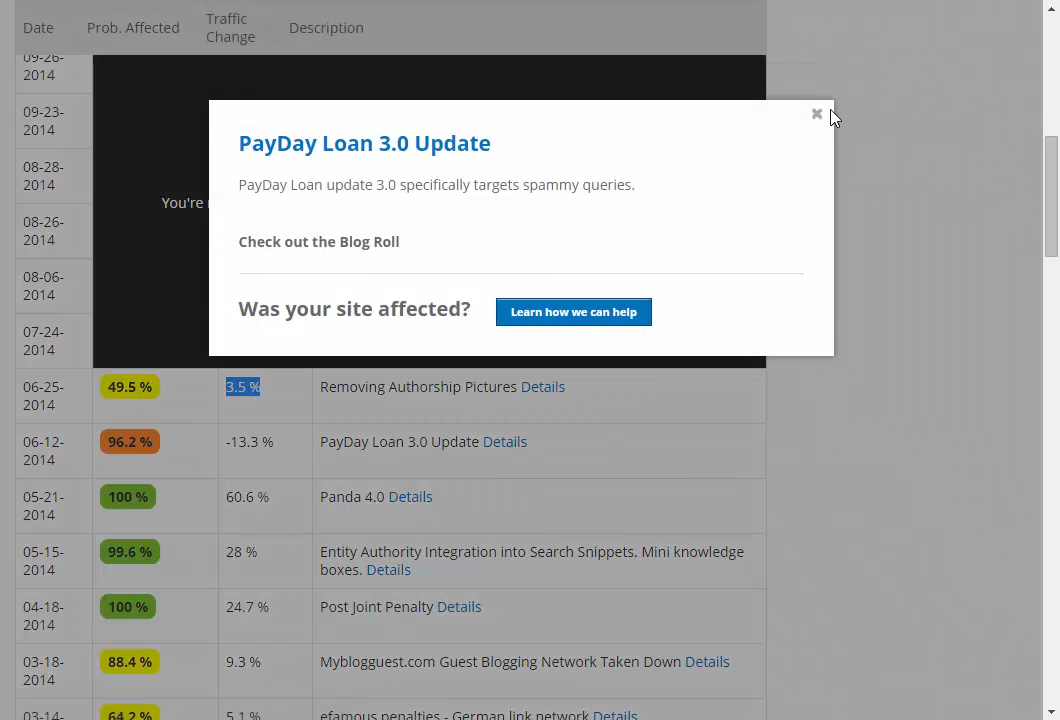 Date
Prob. Affected
Traffic
Change
Description
09-26-
2014
09-23-
2014
08-28-
2014
08-26-
2014
08-06-
2014
07-24-
2014
You're
PayDay Loan 3.0 Update
PayDay Loan update 3.0 specifically targets spammy queries.
Check out the Blog Roll
Was your site affected?
Learn how we can help
06-25-
2014
49.5 %
3.5 %
Removing Authorship Pictures Details
06-12-
2014
96.2 %
-13.3 %
PayDay Loan 3.0 Update Details
05-21-
2014
100 %
60.6 %
Panda 4.0 Details
05-15-
2014
99.6 %
28 %
Entity Authority Integration into Search Snippets. Mini knowledge
boxes. Details
04-18-
2014
100 %
24.7 %
Post Joint Penalty Details
03-18-
2014
88.4 %
9.3 %
Myblogguest.com Guest Blogging Network Taken Down Details
03-14-
64.2 %
5.1 %
efamous penalties - German link network Details